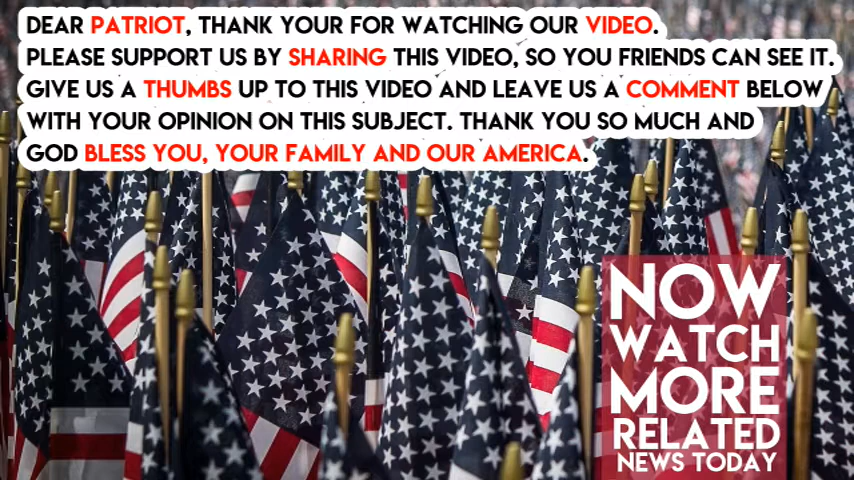 DEAR PATRIOT, THANK YOUR FOR WATCHING OUR VIDEO.
PLEASE SUPPORT US BY SHARING THIS VIDEO, SO YOU FRIENDS CAN SEE IT.
GIVE US A THUMBS UP TO THIS VIDEO AND LEAVE US A COMMENT BELOW
WITH YOUR OPINION ON THIS SUBJECT. THANK YOU SO MUCH AND
GOD BLESS YOU, YOUR FAMILY AND OUR AMERICA.
NOW
WATCH
MORE
RELATED
NEWS TODAY